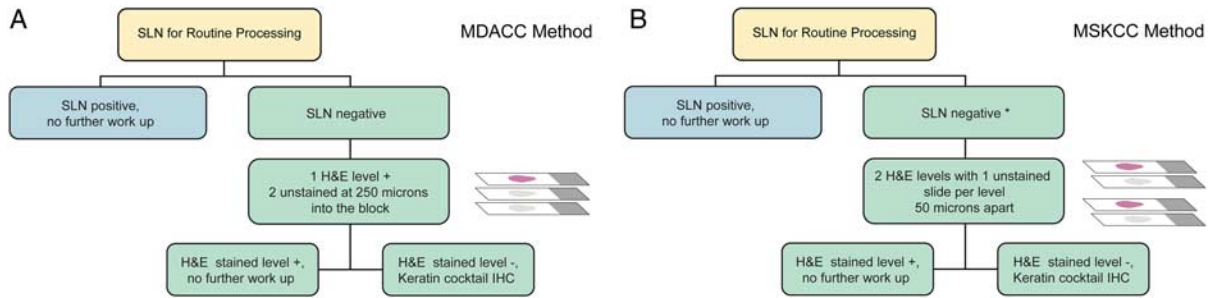 A
MDACC Method
SLN for Routine Processing
SLN positive,
no further work up
SLN negative
1 H&E level +
2 unstained at 250 microns
into the block
H&E stained level +,
no further work up
H&E stained level -,
Keratin cocktail IHC
B
MSKCC Method
SLN for Routine Processing
SLN positive,
no further work up
SLN negative *
2 H&E levels with 1 unstained
slide per level
50 microns apart
H&E stained level +,
no further work up
H&E stained level -,
Keratin cocktail IHC